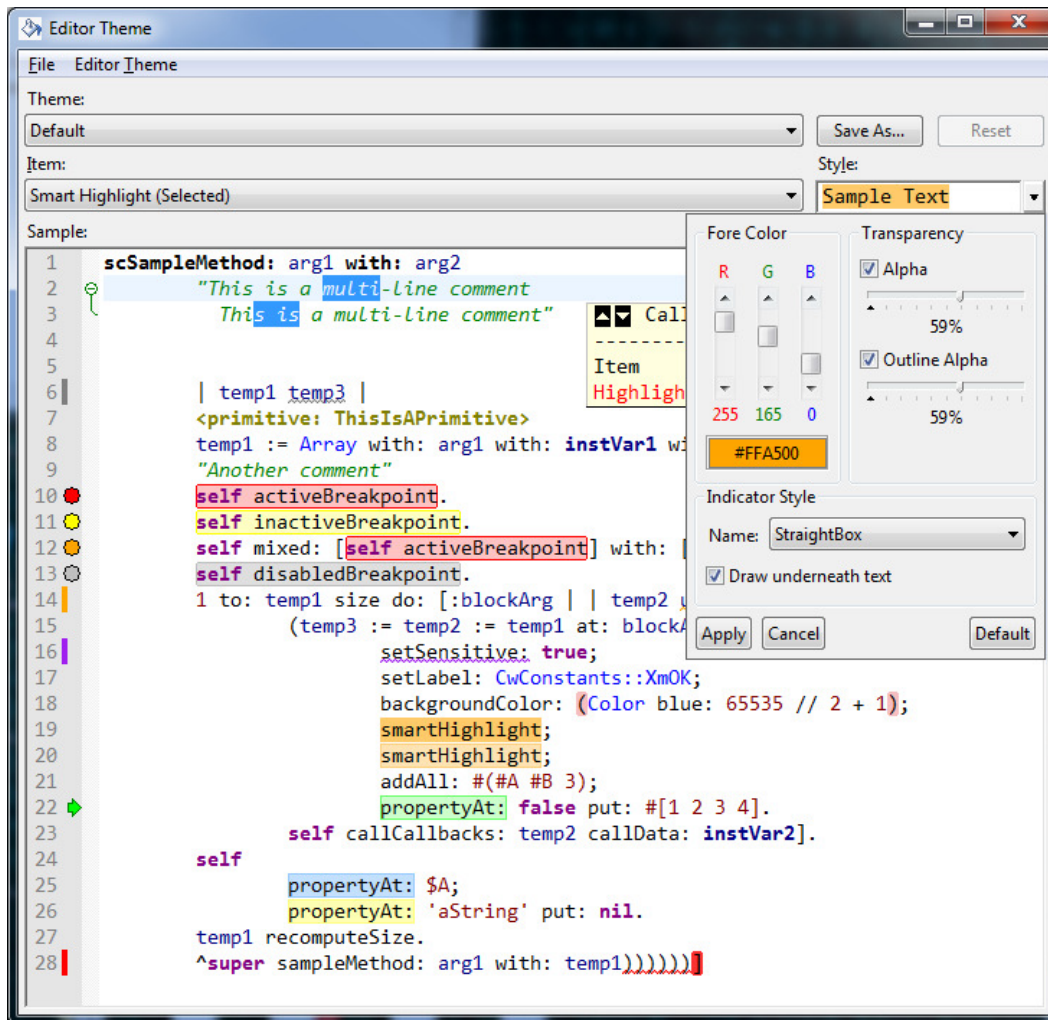 Editor Theme
File Editor Theme
Theme:
Default
Save As...
Reset
Item:
Style:
Smart Highlight (Selected)
Sample Text
Sample:
Fore Color
R G B
255 165 0
#FFA500
Transparency
Alpha
59%
Outline Alpha
59%
Indicator Style
Name: StraightBox
Draw underneath text
Apply Cancel Default
1 scSampleMethod: arg1 with: arg2
2 "This is a multi-line comment
3 This is a multi-line comment"
4
5
6 | temp1 temp3 |
7 <primitive: ThisIsAPrimitive>
8 temp1 := Array with: arg1 with: instVar1
9 "Another comment"
10 self activeBreakpoint.
11 self inactiveBreakpoint.
12 self mixed: [self activeBreakpoint] with: [
13 self disabledBreakpoint.
14 1 to: temp1 size do: [:blockArg | | temp2
15 (temp3 := temp2 := temp1 at:
16 setSensitive: true;
17 setLabel: CwConstants::XmOK;
18 backgroundColor: (Color blue: 65535 // 2 + 1);
19 smartHighlight;
20 smartHighlight;
21 addAll: #(#A #B 3);
22 propertyAt: false put: #[1 2 3 4].
23 self callCallbacks: temp2 callData: instVar2].
24 self
25 propertyAt: $A;
26 propertyAt: 'aString' put: nil.
27 temp1 recomputeSize.
28 ^super sampleMethod: arg1 with: temp1))))))]
Item